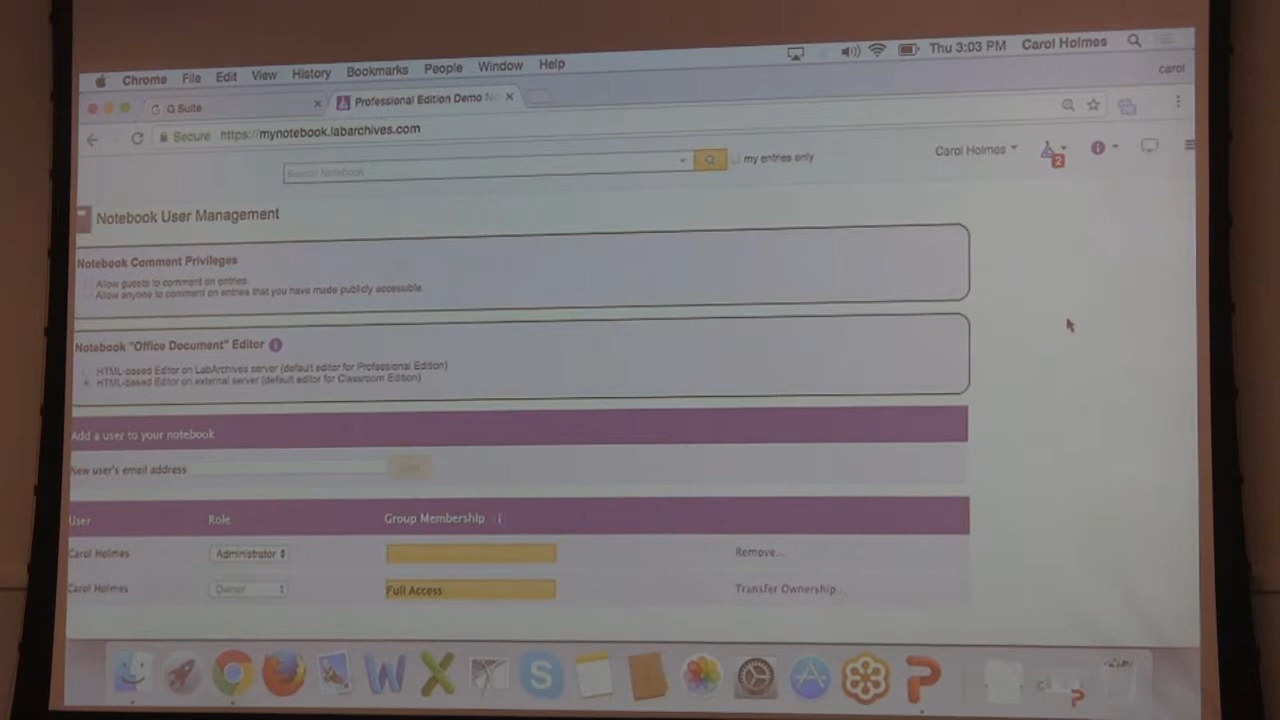 Chrome File Edit View History Bookmarks People Window Help Thu 3:03 PM Carol Holmes
G Suite Professional Edition Demo carol
Secure https://mynotebook.labarchives.com
Search Notebook my entries only Carol Holmes 2
Notebook User Management
Notebook Comment Privileges
Allow guests to comment on entries.
Allow anyone to comment on entries that you have made publicly accessible.
Notebook "Office Document" Editor i
HTML-based Editor on LabArchives server (default editor for Professional Edition)
HTML-based Editor on external server (default editor for Classroom Edition)
Add a user to your notebook
New user's email address
User Role Group Membership i
Carol Holmes Administrator Remove...
Carol Holmes Owner Full Access Transfer Ownership...